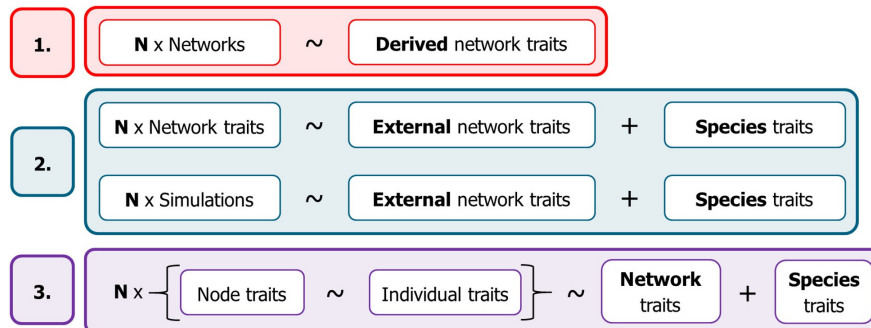 1. N x Networks ~ Derived network traits
2.
N x Network traits ~ External network traits + Species traits
N x Simulations ~ External network traits + Species traits
3. N x { Node traits ~ Individual traits } ~ Network traits + Species traits